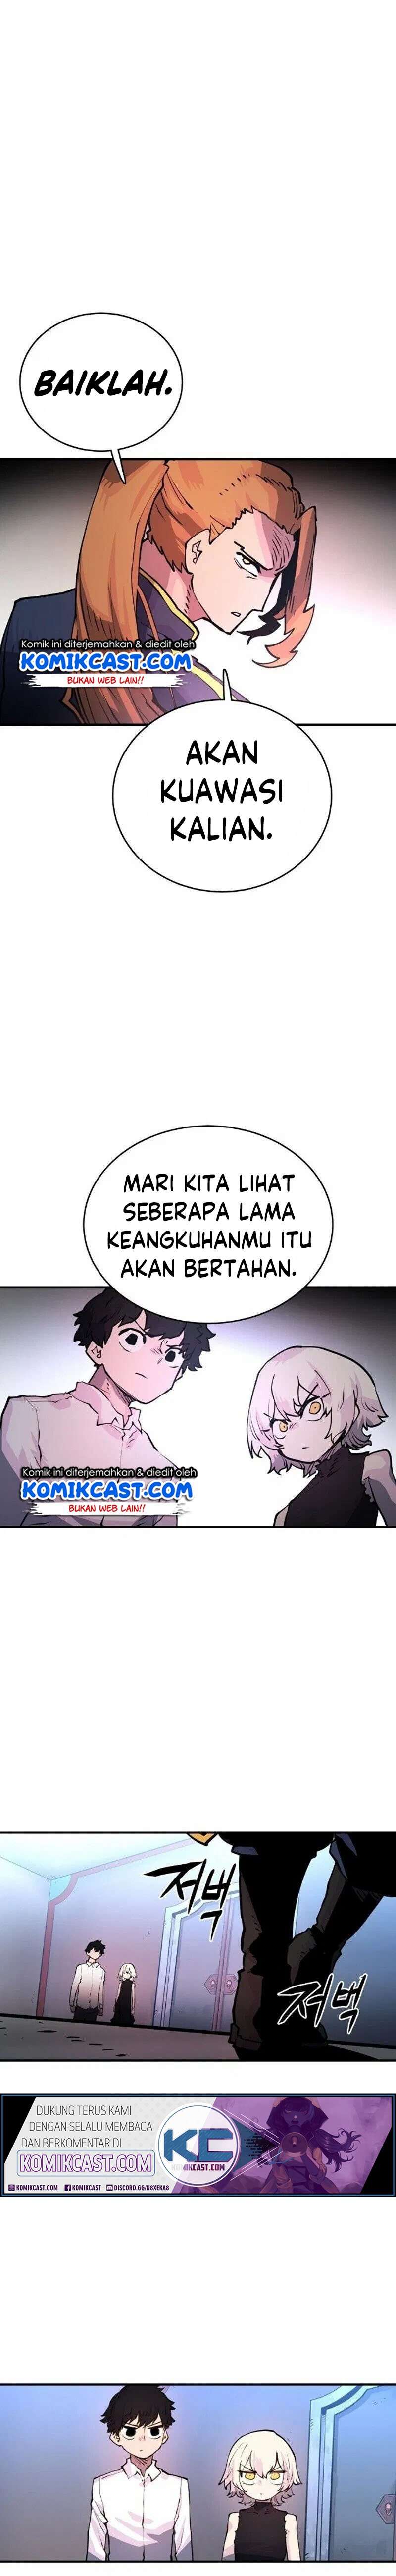 BAIKLAH.
Komik ini diterjemahkan & diedit oleh
KOMIKCAST.COM
BUKAN WEB LAIN!!
AKAN
KUAWASI
KALIAN.
MARI KITA LIHAT
SEBERAPA LAMA
KEANGKUHANMU ITU
AKAN BERTAHAN.
Komik ini diterjemahkan & diedit oleh
KOMIKCAST.COM
BUKAN WEB LAIN!!
저벅
저벅
DUKUNG TERUS KAMI
DENGAN SELALU MEMBACA
DAN BERKOMENTAR DI
KOMIKCAST.COM
KOMIKCAST.COM KOMIKCAST DISCORD.GG/N8XEKA8
KC
KOMIKCAST.COM